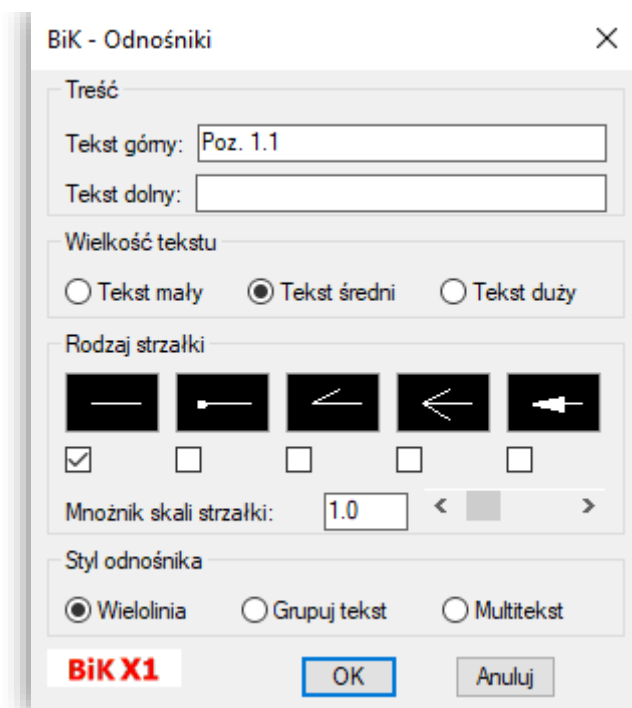 BiK - Odnośniki
Treść
Tekst górny: Poz. 1.1
Tekst dolny:
Wielkość tekstu
Tekst mały Tekst średni Tekst duży
Rodzaj strzałki
Mnożnik skali strzałki: 1.0
Styl odnośnika
Wielolinia Grupuj tekst Multitekst
BiK X1 OK Anuluj